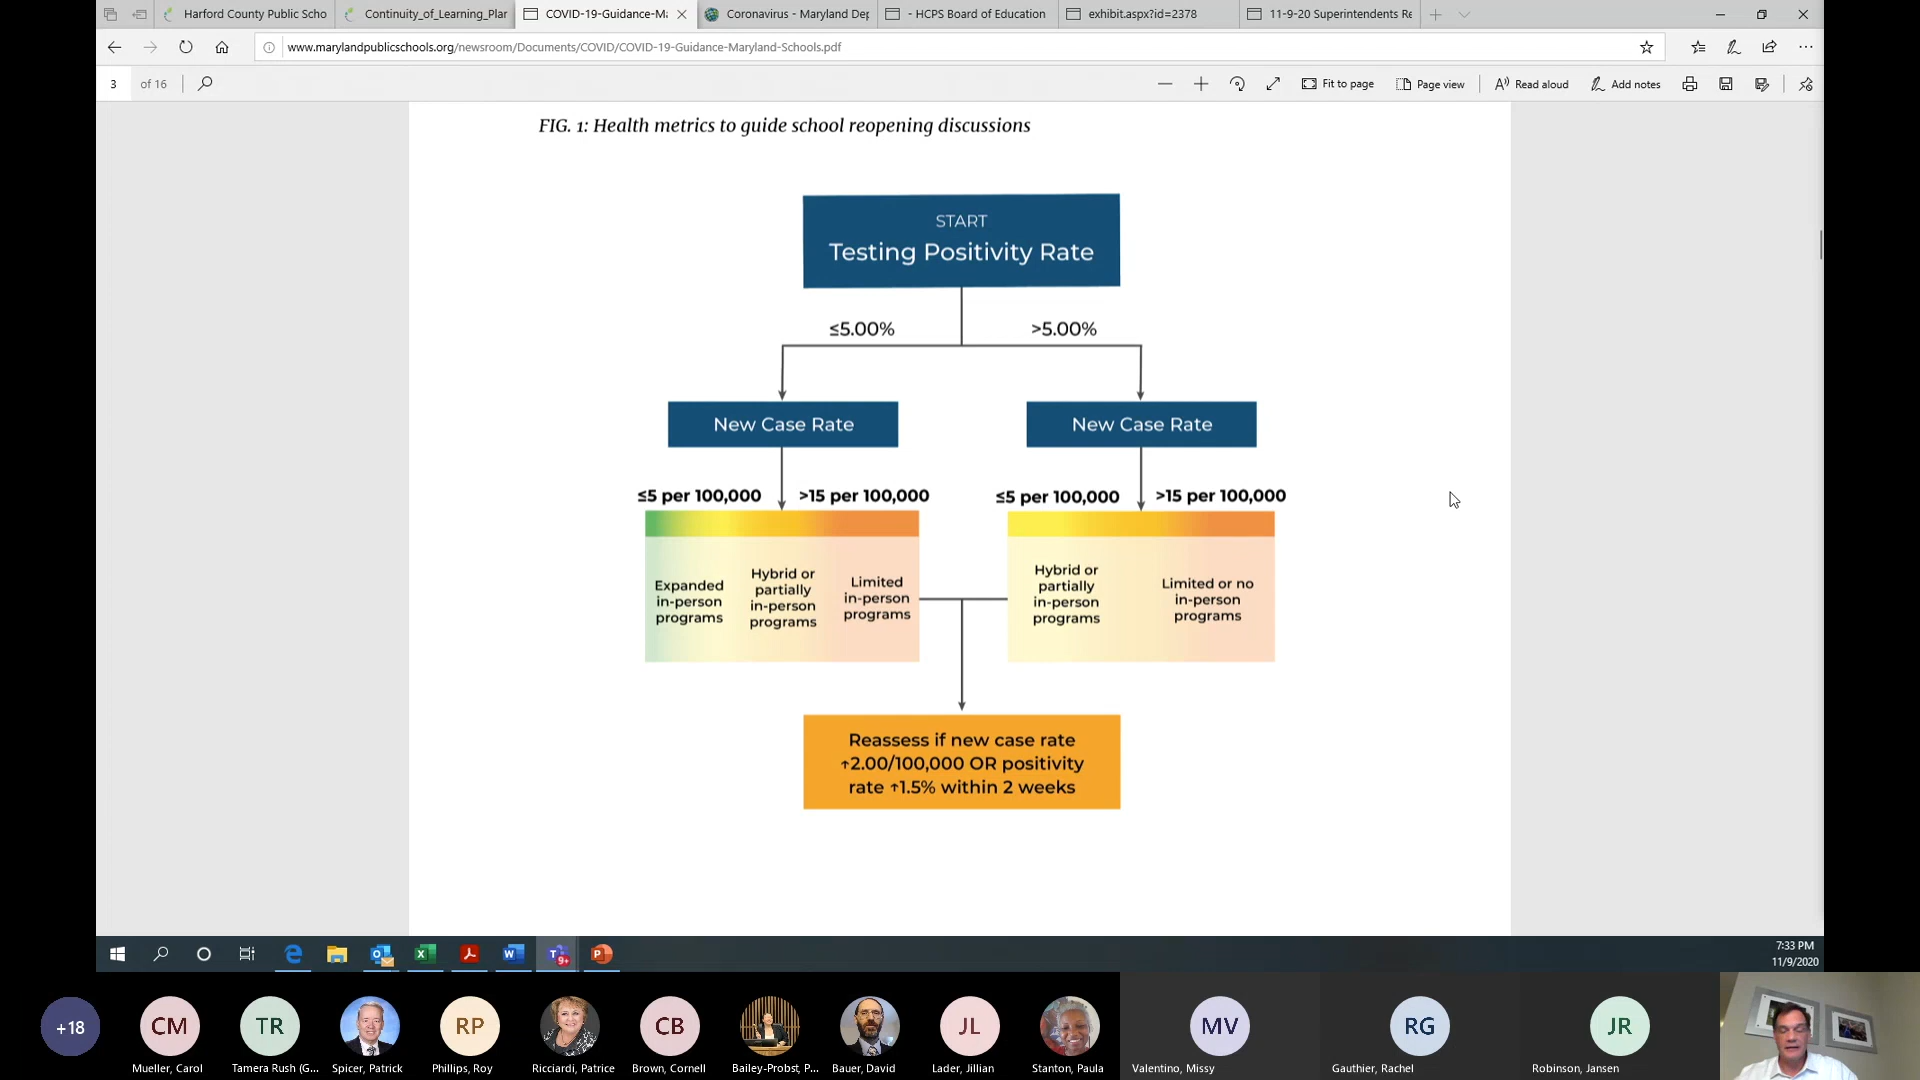 Harford County Public Scho
Continuity_of_Learning_Plar
COVID-19-Guidance-Ma
Coronavirus - Maryland Dep
- HCPS Board of Education
exhibit.aspx?id=2378
11-9-20 Superintendents Re
www.marylandpublicschools.org/newsroom/Documents/COVID/COVID-19-Guidance-Maryland-Schools.pdf
3 of 16
Fit to page
Page view
Read aloud
Add notes
FIG. 1: Health metrics to guide school reopening discussions
START
Testing Positivity Rate
≤5.00%
>5.00%
New Case Rate
New Case Rate
≤5 per 100,000
>15 per 100,000
≤5 per 100,000
>15 per 100,000
Expanded
in-person
programs
Hybrid or
partially
in-person
programs
Limited
in-person
programs
Hybrid or
partially
in-person
programs
Limited or no
in-person
programs
Reassess if new case rate
↑2.00/100,000 OR positivity
rate ↑1.5% within 2 weeks
9+
7:33 PM
11/9/2020
+18
CM
TR
RP
CB
JL
MV
RG
JR
Mueller, Carol
Tamera Rush (G...
Spicer, Patrick
Phillips, Roy
Ricciardi, Patrice
Brown, Cornell
Bailey-Probst, P...
Bauer, David
Lader, Jillian
Stanton, Paula
Valentino, Missy
Gauthier, Rachel
Robinson, Jansen